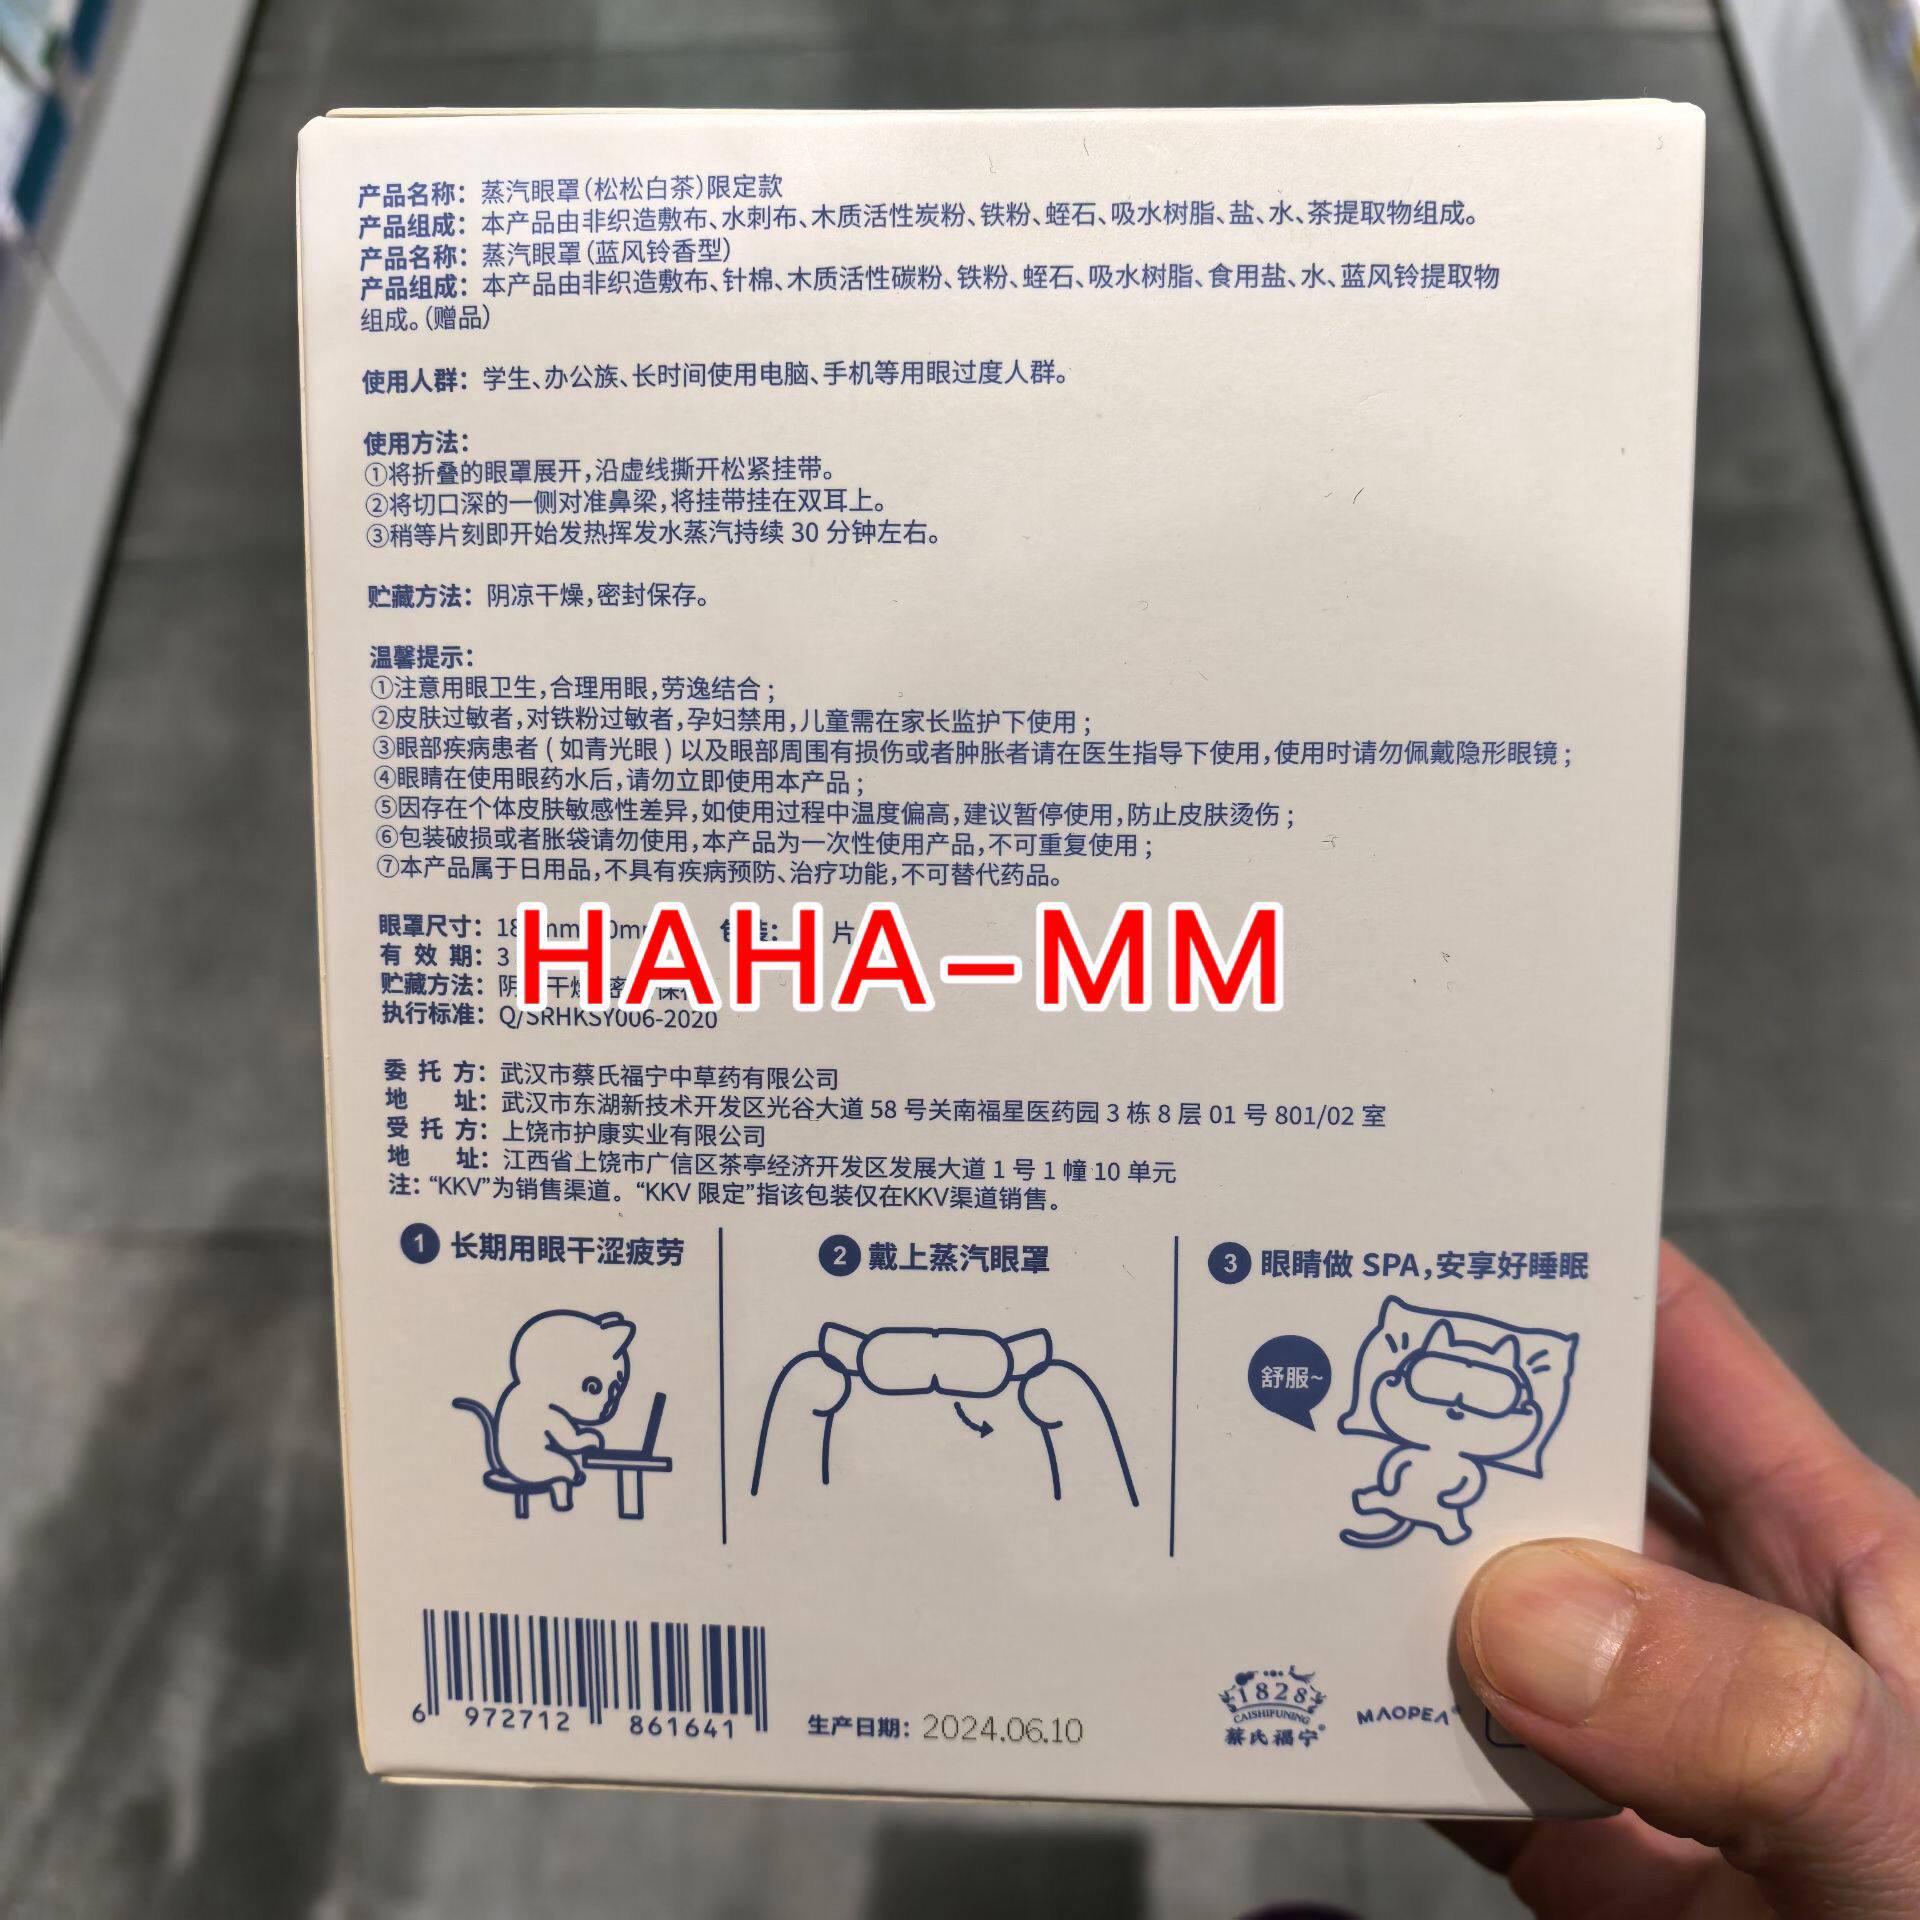 产品名称：蒸汽眼罩（松松白茶）限定款
产品组成：本产品由非织造敷布、水刺布、木质活性炭粉、铁粉、蛭石、吸水树脂、盐、水、茶提取物组成。
产品名称：蒸汽眼罩（蓝风铃香型）
产品组成：本产品由非织造敷布、针棉、木质活性碳粉、铁粉、蛭石、吸水树脂、食用盐、水、蓝风铃提取物
组成。（赠品）
使用人群：学生、办公族、长时间使用电脑、手机等用眼过度人群。
使用方法：
①将折叠的眼罩展开，沿虚线撕开松紧挂带。
②将切口深的一侧对准鼻梁，将挂带挂在双耳上。
③稍等片刻即开始发热挥发水蒸汽持续 30 分钟左右。
贮藏方法：阴凉干燥，密封保存。
温馨提示：
①注意用眼卫生，合理用眼，劳逸结合；
②皮肤过敏者，对铁粉过敏者，孕妇禁用，儿童需在家长监护下使用；
③眼部疾病患者 ( 如青光眼 ) 以及眼部周围有损伤或者肿胀者请在医生指导下使用，使用时请勿佩戴隐形眼镜；
④眼睛在使用眼药水后，请勿立即使用本产品；
⑤因存在个体皮肤敏感性差异，如使用过程中温度偏高，建议暂停使用，防止皮肤烫伤；
⑥包装破损或者胀袋请勿使用，本产品为一次性使用产品，不可重复使用；
⑦本产品属于日用品，不具有疾病预防、治疗功能，不可替代药品。
眼罩尺寸： 包装： 片
有 效 期：3
HAHA-MM
贮藏方法：
执行标准：Q/SRHKSY006-2020
委 托 方：武汉市蔡氏福宁中草药有限公司
地 址：武汉市东湖新技术开发区光谷大道 58 号关南福星医药园 3 栋 8 层 01 号 801/02 室
受 托 方：上饶市护康实业有限公司
地 址：江西省上饶市广信区茶亭经济开发区发展大道 1 号 1 幢 10 单元
注：“KKV”为销售渠道。“KKV 限定”指该包装仅在KKV渠道销售。
1 长期用眼干涩疲劳
2 戴上蒸汽眼罩
3 眼睛做 SPA，安享好睡眠
舒服~
6 972712 861641
生产日期：2024.06.10
1828
CAISHIFUNING
蔡氏福宁®
MAOPEA®